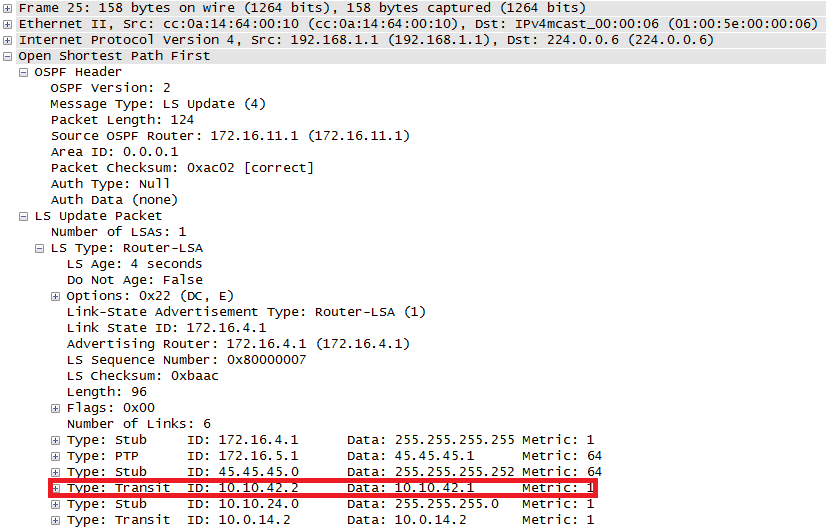 Frame 25: 158 bytes on wire (1264 bits), 158 bytes captured (1264 bits)
Ethernet II, Src: cc:0a:14:64:00:10 (cc:0a:14:64:00:10), Dst: IPv4mcast_00:00:06 (01:00:5e:00:00:06)
Internet Protocol Version 4, Src: 192.168.1.1 (192.168.1.1), Dst: 224.0.0.6 (224.0.0.6)
Open Shortest Path First
OSPF Header
OSPF Version: 2
Message Type: LS Update (4)
Packet Length: 124
Source OSPF Router: 172.16.11.1 (172.16.11.1)
Area ID: 0.0.0.1
Packet Checksum: 0xac02 [correct]
Auth Type: Null
Auth Data (none)
LS Update Packet
Number of LSAs: 1
LS Type: Router-LSA
LS Age: 4 seconds
Do Not Age: False
Options: 0x22 (DC, E)
Link-State Advertisement Type: Router-LSA (1)
Link State ID: 172.16.4.1
Advertising Router: 172.16.4.1 (172.16.4.1)
LS Sequence Number: 0x80000007
LS Checksum: 0xbaac
Length: 96
Flags: 0x00
Number of Links: 6
Type: Stub ID: 172.16.4.1 Data: 255.255.255.255 Metric: 1
Type: PTP ID: 172.16.5.1 Data: 45.45.45.1 Metric: 64
Type: Stub ID: 45.45.45.0 Data: 255.255.255.252 Metric: 64
Type: Transit ID: 10.10.42.2 Data: 10.10.42.1 Metric: 1
Type: Stub ID: 10.10.24.0 Data: 255.255.255.0 Metric: 1
Type: Transit ID: 10.0.14.2 Data: 10.0.14.2 Metric: 1